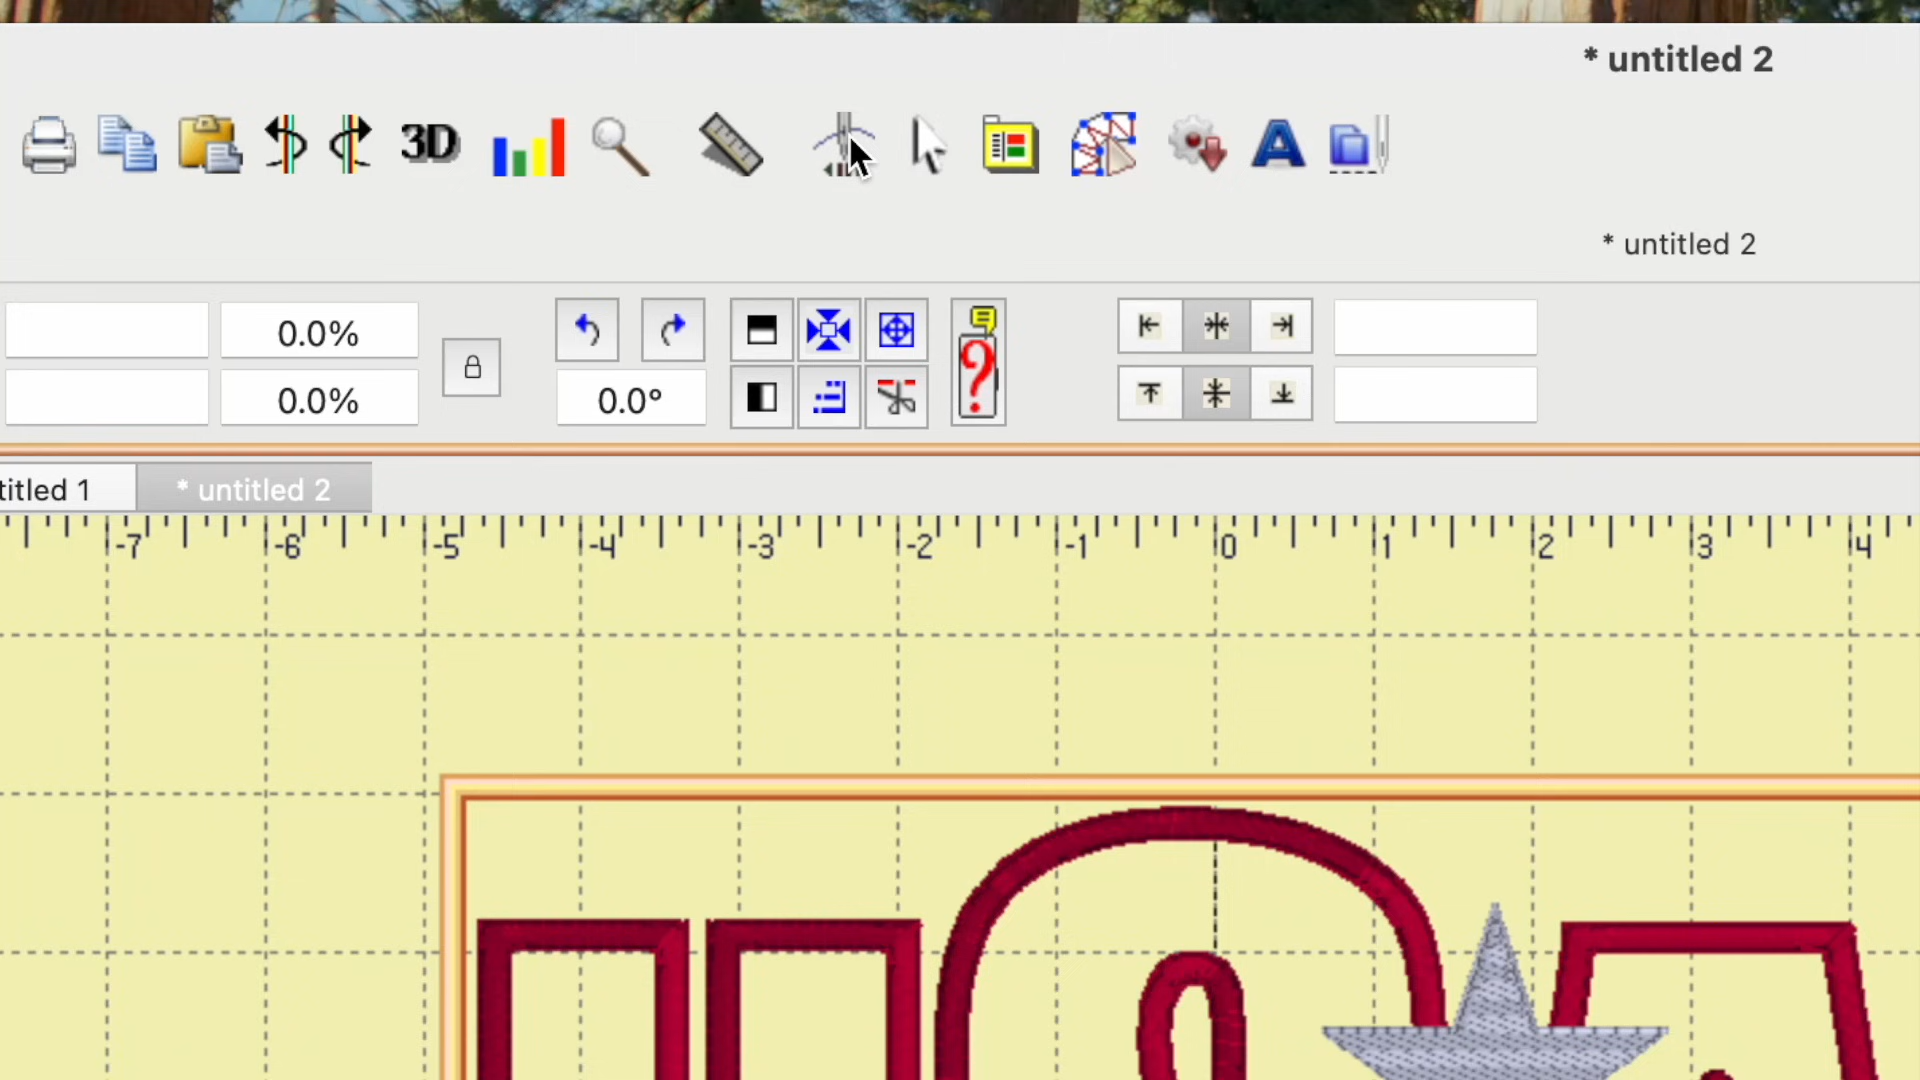 * untitled 2
3D
A
* untitled 2
0.0%
0.0%
0.0°
?
titled 1
* untitled 2
-7 -6 -5 -4 -3 -2 -1 0 1 2 3 4
USA